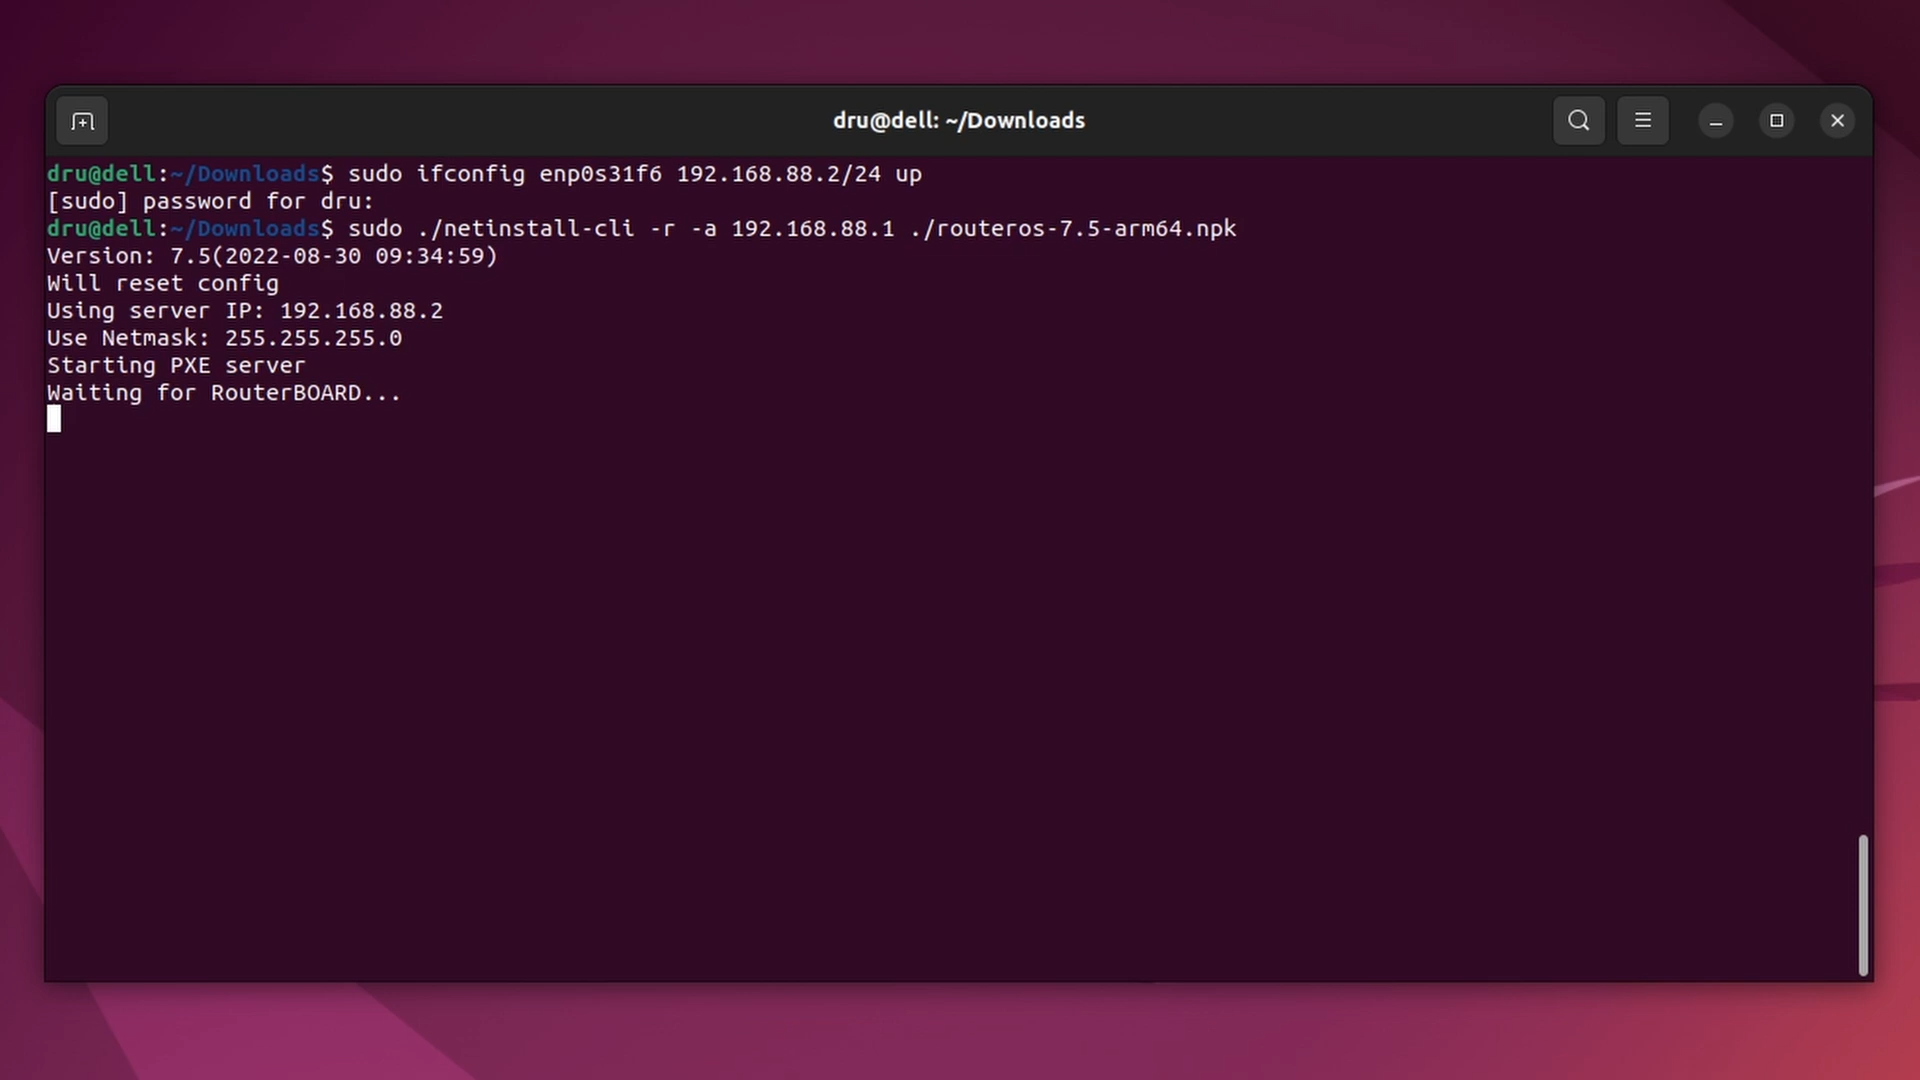 dru@dell: ~/Downloads
dru@dell:~/Downloads$ sudo ifconfig enp0s31f6 192.168.88.2/24 up
[sudo] password for dru:
dru@dell:~/Downloads$ sudo ./netinstall-cli -r -a 192.168.88.1 ./routeros-7.5-arm64.npk
Version: 7.5(2022-08-30 09:34:59)
Will reset config
Using server IP: 192.168.88.2
Use Netmask: 255.255.255.0
Starting PXE server
Waiting for RouterBOARD...